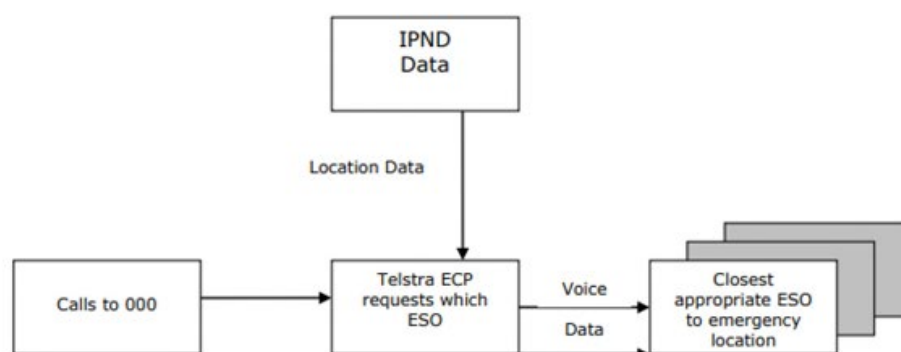 IPND
Data
Location Data
Calls to 000
Telstra ECP
requests which
ESO
Voice
Data
Closest
appropriate ESO
to emergency
location